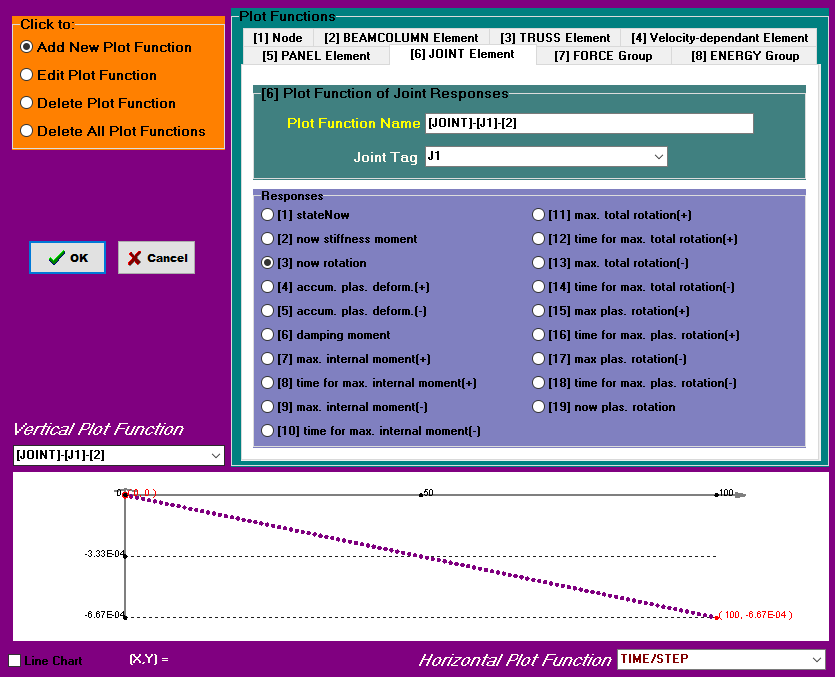 Click to:
Add New Plot Function
Edit Plot Function
Delete Plot Function
Delete All Plot Functions
OK
Cancel
Plot Functions
[1] Node
[2] BEAMCOLUMN Element
[3] TRUSS Element
[4] Velocity-dependant Element
[5] PANEL Element
[6] JOINT Element
[7] FORCE Group
[8] ENERGY Group
[6] Plot Function of Joint Responses
Plot Function Name [JOINT]-[J1]-[2]
Joint Tag J1
Responses
[1] stateNow
[2] now stiffness moment
[3] now rotation
[4] accum. plas. deform.(+)
[5] accum. plas. deform.(-)
[6] damping moment
[7] max. internal moment(+)
[8] time for max. internal moment(+)
[9] max. internal moment(-)
[10] time for max. internal moment(-)
[11] max. total rotation(+)
[12] time for max. total rotation(+)
[13] max. total rotation(-)
[14] time for max. total rotation(-)
[15] max plas. rotation(+)
[16] time for max. plas. rotation(+)
[17] max plas. rotation(-)
[18] time for max. plas. rotation(-)
[19] now plas. rotation
Vertical Plot Function
[JOINT]-[J1]-[2]
0 (0, 0 )
50
100
-3.33E-04
-6.67E-04
( 100, -6.67E-04 )
Line Chart
(X,Y) =
Horizontal Plot Function TIME/STEP